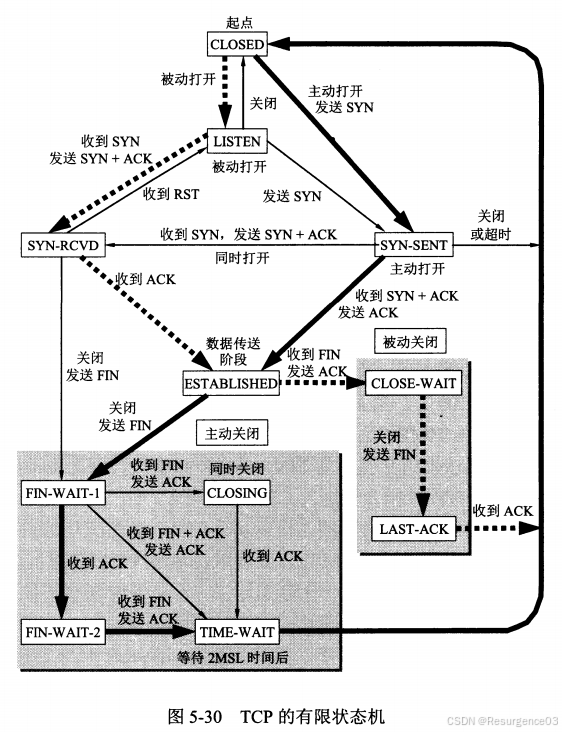 起点
CLOSED
被动打开
关闭
主动打开
发送 SYN
收到 SYN
发送 SYN + ACK
LISTEN
被动打开
收到 RST
发送 SYN
SYN-RCVD
收到 SYN，发送 SYN + ACK
同时打开
SYN-SENT
主动打开
关闭
或超时
收到 ACK
收到 SYN + ACK
发送 ACK
数据传送
阶段
ESTABLISHED
收到 FIN
发送 ACK
被动关闭
CLOSE-WAIT
关闭
发送 FIN
关闭
发送 FIN
主动关闭
关闭
发送 FIN
LAST-ACK
收到 ACK
FIN-WAIT-1
收到 FIN
发送 ACK
同时关闭
CLOSING
收到 FIN + ACK
发送 ACK
收到 ACK
收到 ACK
FIN-WAIT-2
收到 FIN
发送 ACK
TIME-WAIT
等待 2MSL 时间后
图 5-30 TCP 的有限状态机
CSDN @Resurgence03